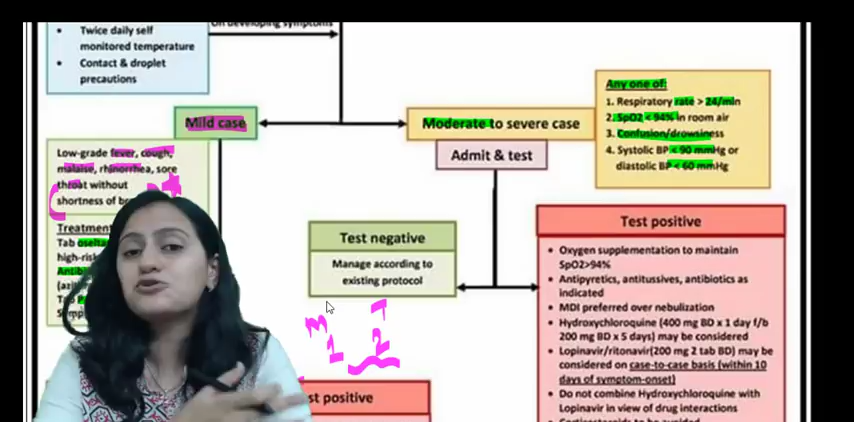 On developing symptoms
• Twice daily self
monitored temperature
• Contact & droplet
precautions
Mild case
Moderate to severe case
Admit & test
Any one of:
1. Respiratory rate > 24/min
2. SpO2 < 94% in room air
3. Confusion/drowsiness
4. Systolic BP < 90 mmHg or
diastolic BP < 60 mmHg
Low-grade fever, cough,
malaise, rhinorrhea, sore
throat without
shortness of
Treatment
Tab
high-risk
Test negative
Manage according to
existing protocol
Test positive
• Oxygen supplementation to maintain
SpO2>94%
• Antipyretics, antitussives, antibiotics as
indicated
• MDI preferred over nebulization
• Hydroxychloroquine (400 mg BD x 1 day f/b
200 mg BD x 5 days) may be considered
• Lopinavir/ritonavir(200 mg 2 tab BD) may be
considered on case-to-case basis (within 10
days of symptom-onset)
• Do not combine Hydroxychloroquine with
Lopinavir in view of drug interactions
• Corticosteroids to be avoided
st positive